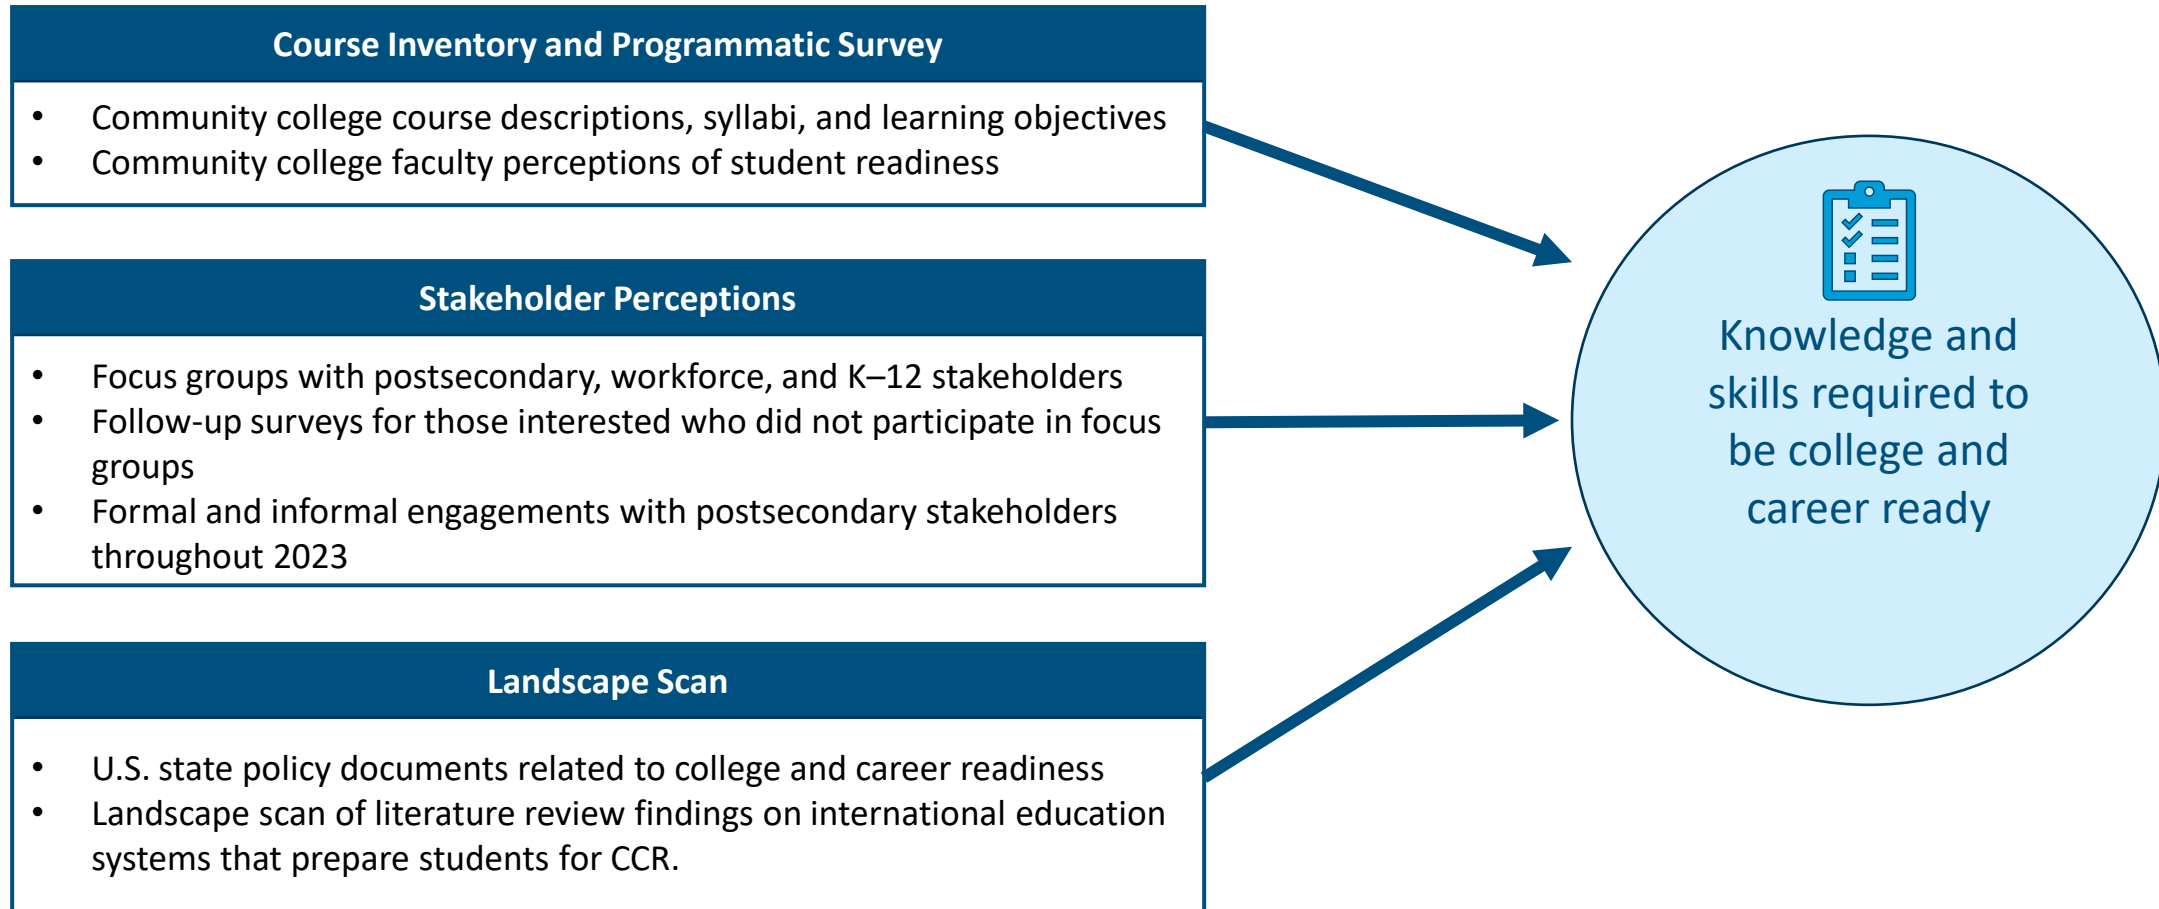 Course Inventory and Programmatic Survey
• Community college course descriptions, syllabi, and learning objectives
• Community college faculty perceptions of student readiness
Stakeholder Perceptions
• Focus groups with postsecondary, workforce, and K–12 stakeholders
• Follow-up surveys for those interested who did not participate in focus
groups
• Formal and informal engagements with postsecondary stakeholders
throughout 2023
Landscape Scan
• U.S. state policy documents related to college and career readiness
• Landscape scan of literature review findings on international education
systems that prepare students for CCR.
Knowledge and
skills required to
be college and
career ready